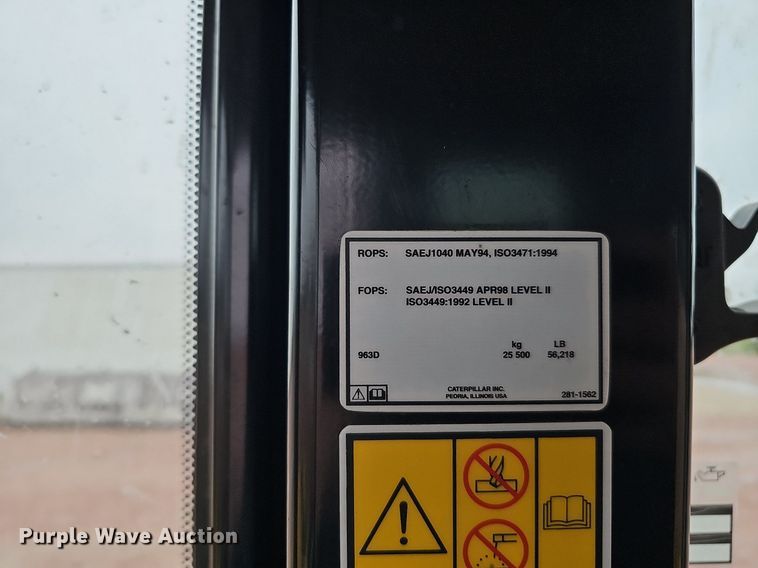 ROPS: SAEJ1040 MAY94, ISO3471:1994
FOPS: SAEJ/ISO3449 APR98 LEVEL II
ISO3449:1992 LEVEL II
kg LB
963D 25 500 56,218
CATERPILLAR INC.
PEORIA, ILLINOIS USA 281-1562
Purple Wave Auction